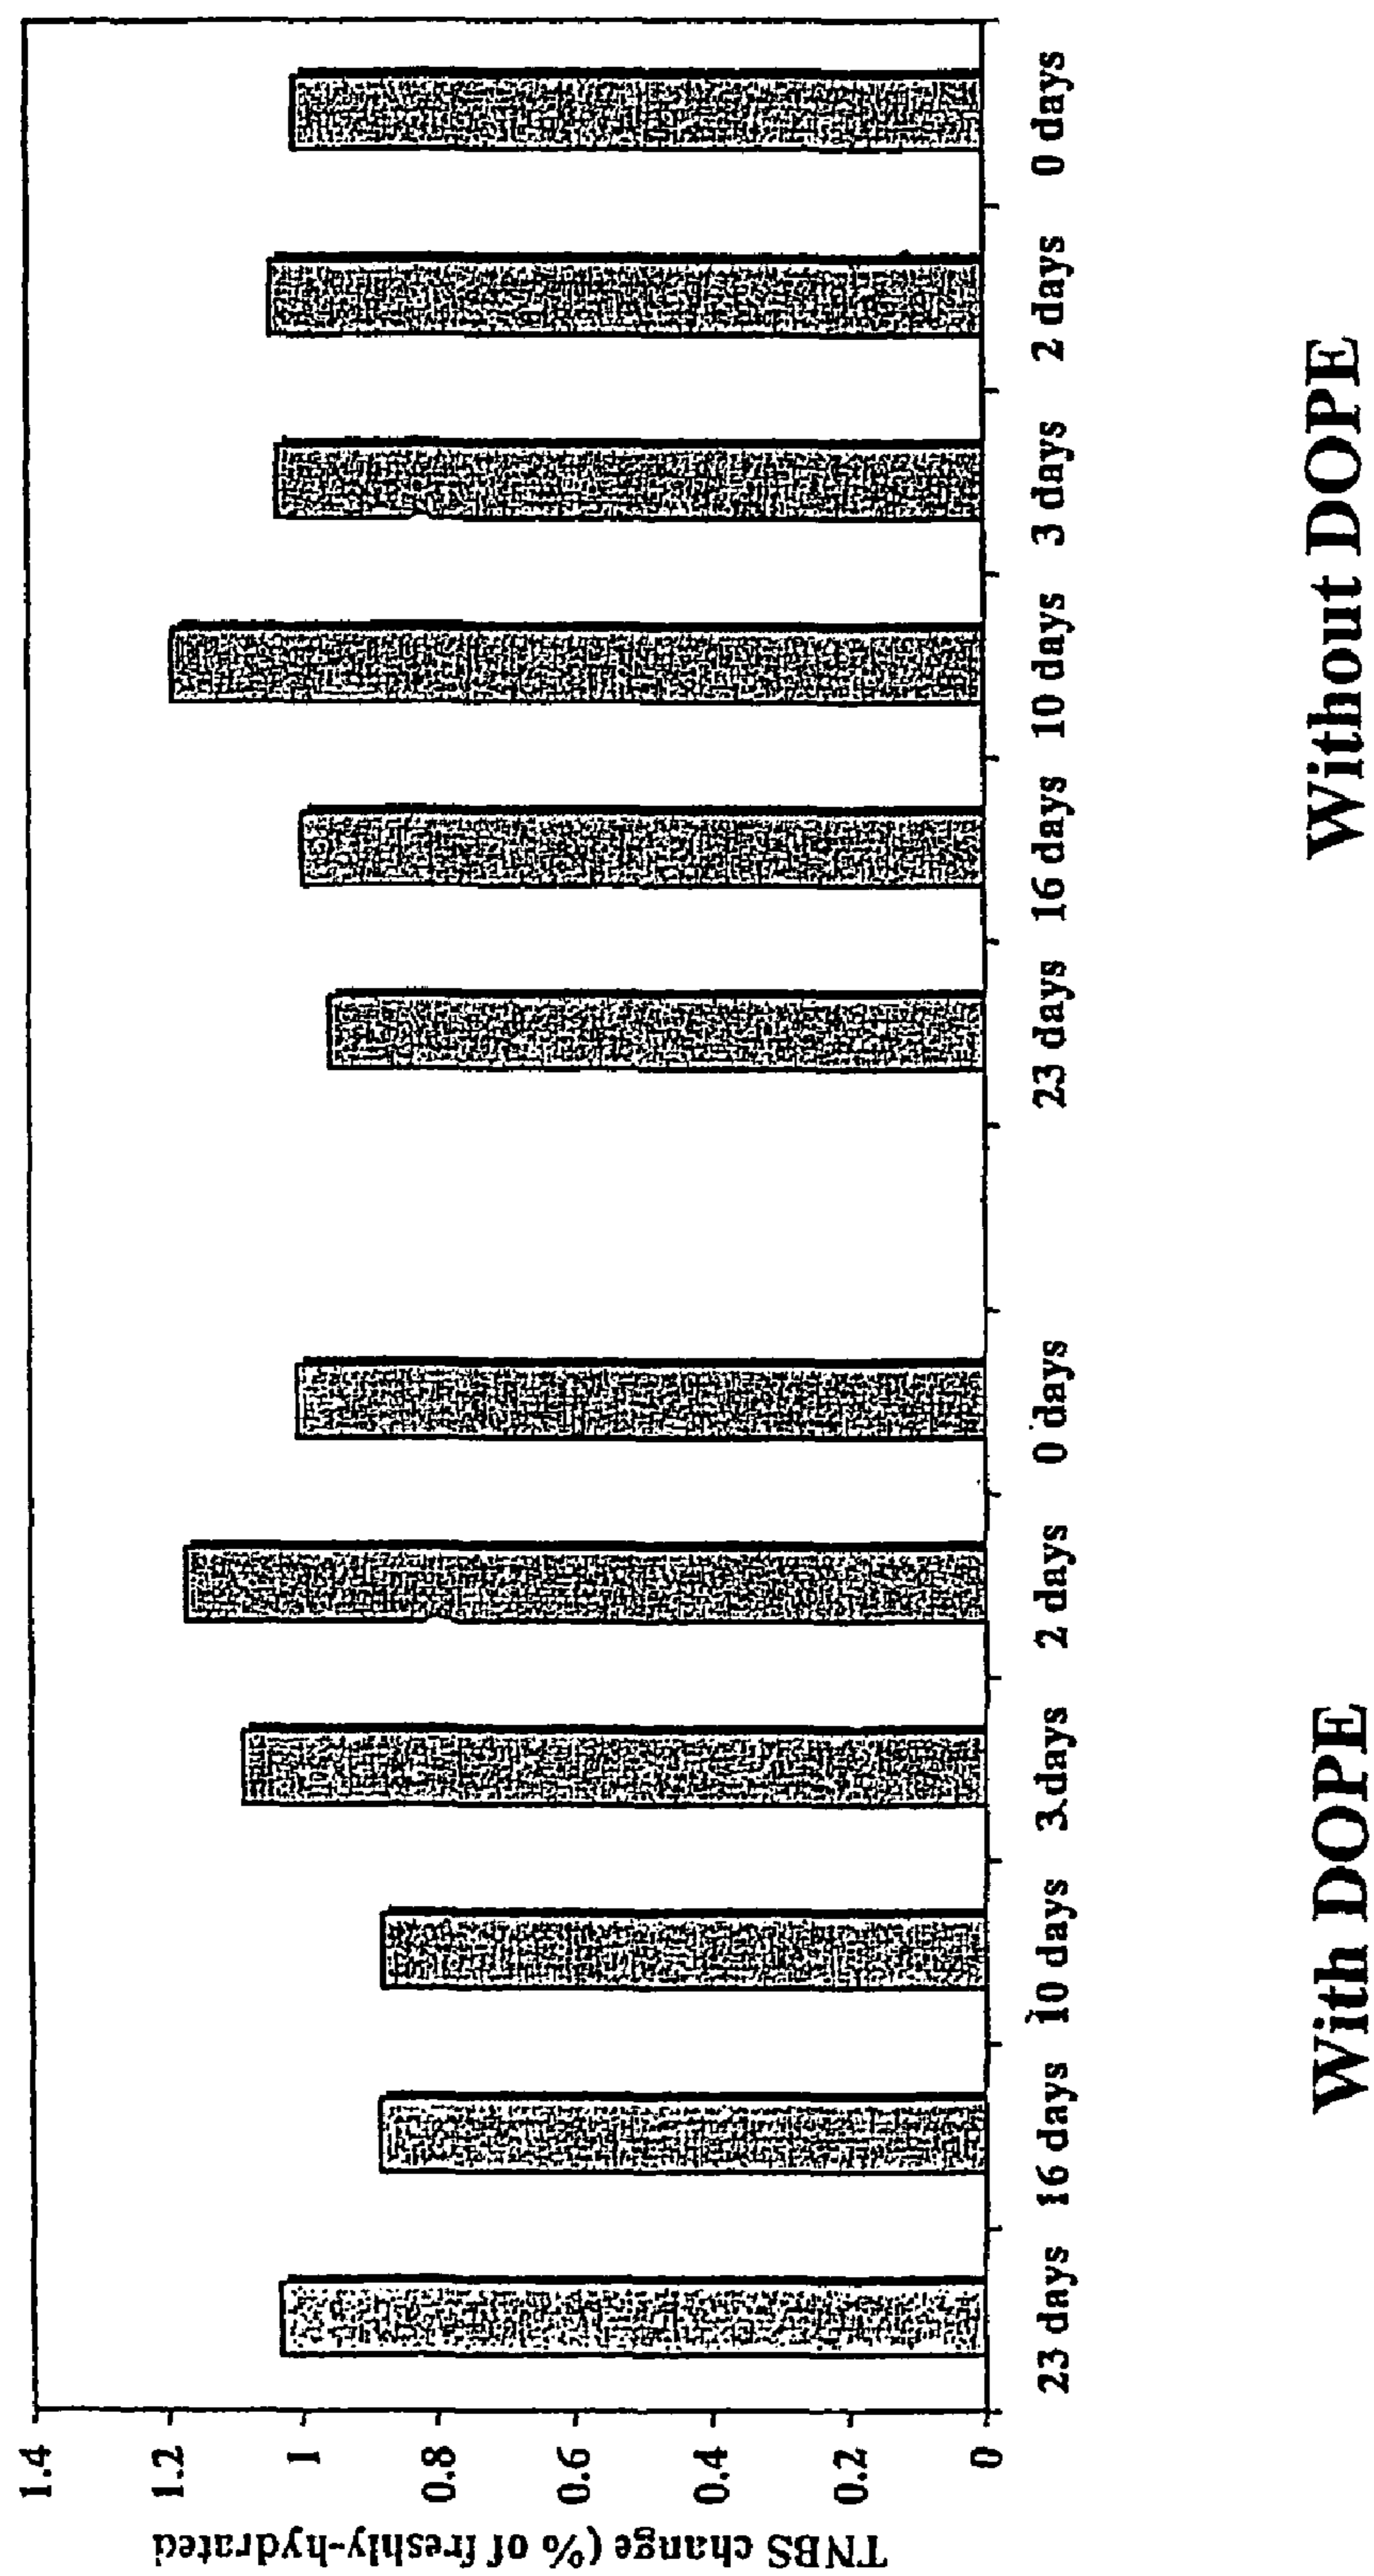 TNBS change (% of freshly-hydrated
1.4
1.2
1
0.8
0.6
0.4
0.2
0
23 days 16 days 10 days 3 days 2 days 0 days 23 days 16 days 10 days 3 days 2 days 0 days
With DOPE Without DOPE